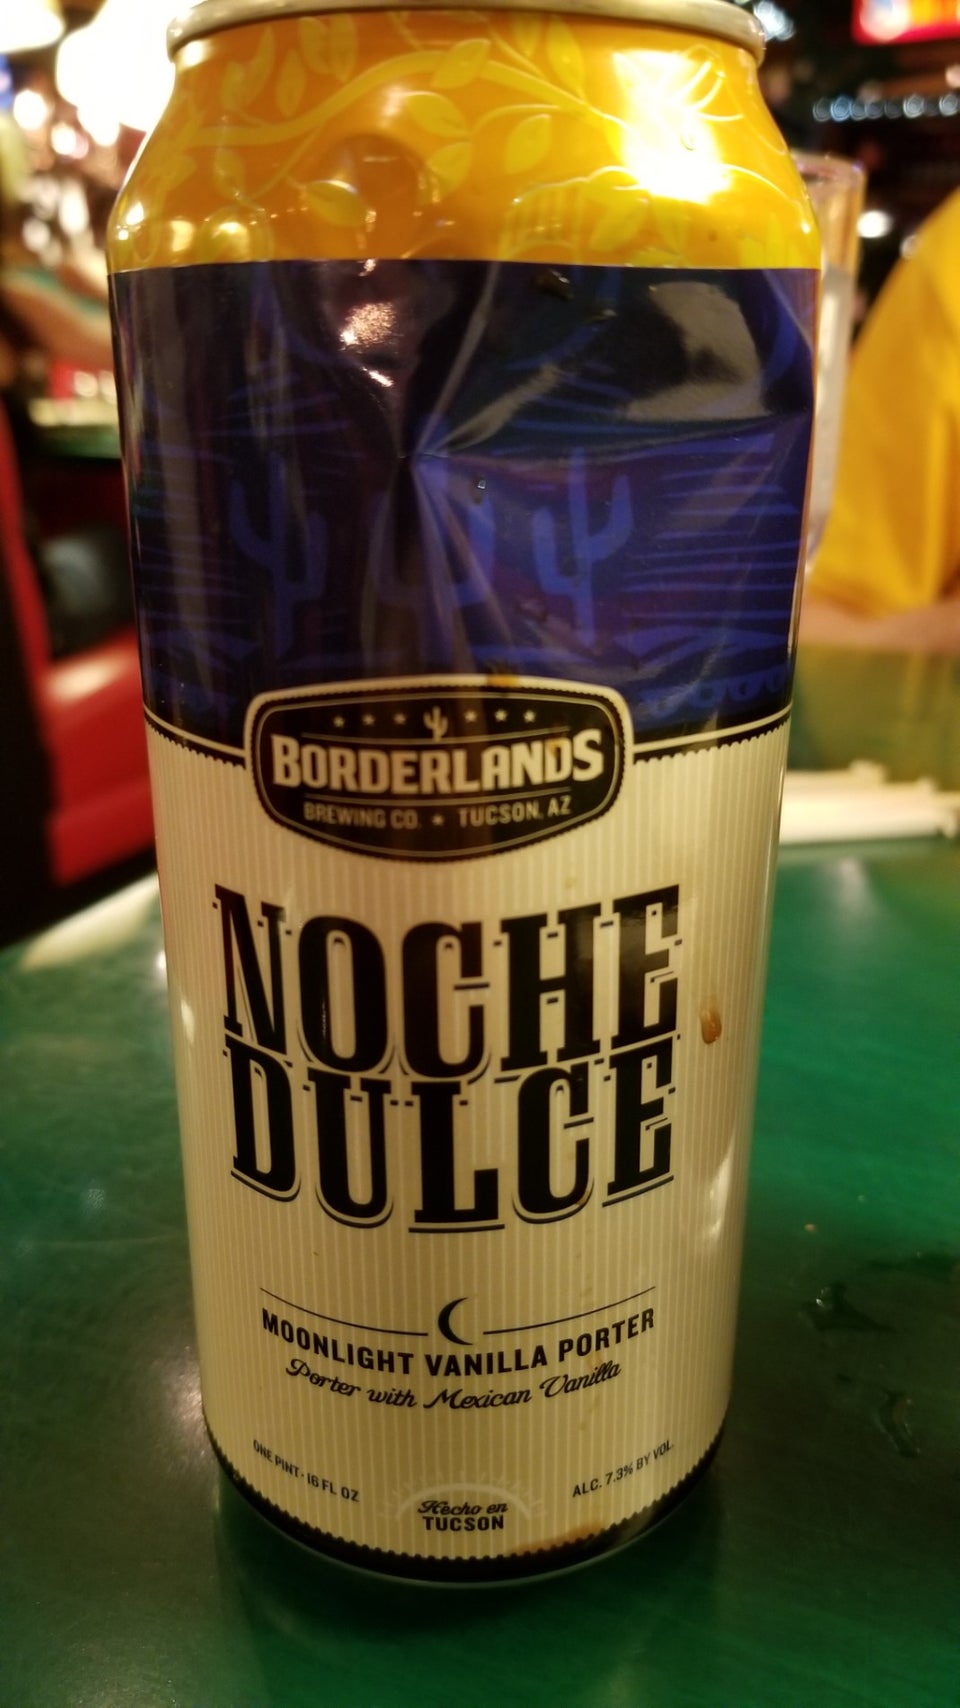 BORDERLANDS
BREWING CO. ★ TUCSON, AZ
NOCHE
DULCE
MOONLIGHT VANILLA PORTER
Porter with Mexican Vanilla
ONE PINT · 16 FL OZ
ALC. 7.3% BY VOL.
Hecho en
TUCSON